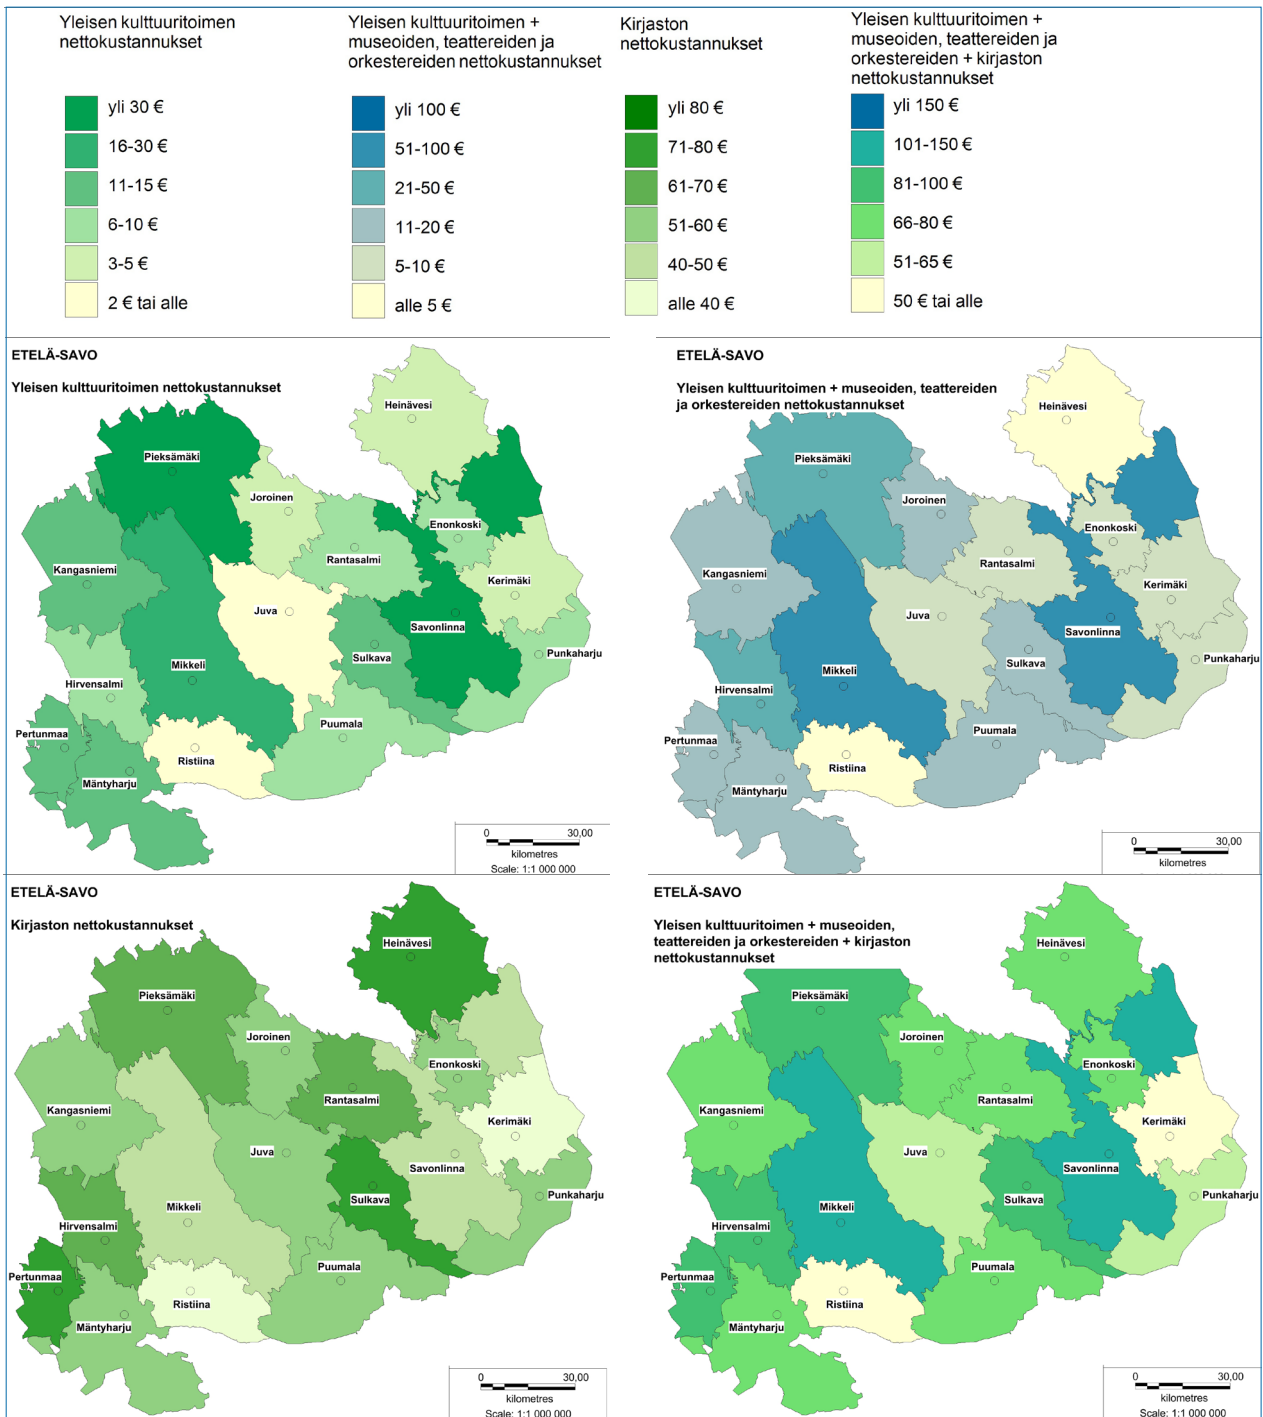 Yleisen kulttuuritoimen
nettokustannukset
yli 30 €
16-30 €
11-15 €
6-10 €
3-5 €
2 € tai alle
Yleisen kulttuuritoimen +
museoiden, teattereiden ja
orkestereiden nettokustannukset
yli 100 €
51-100 €
21-50 €
11-20 €
5-10 €
alle 5 €
Kirjaston
nettokustannukset
yli 80 €
71-80 €
61-70 €
51-60 €
40-50 €
alle 40 €
Yleisen kulttuuritoimen +
museoiden, teattereiden ja
orkestereiden + kirjaston
nettokustannukset
yli 150 €
101-150 €
81-100 €
66-80 €
51-65 €
50 € tai alle
ETELÄ-SAVO
Yleisen kulttuuritoimen nettokustannukset
Heinävesi
Pieksämäki
Joroinen
Enonkoski
Rantasalmi
Kangasniemi
Kerimäki
Juva
Savonlinna
Sulkava
Punkaharju
Mikkeli
Hirvensalmi
Puumala
Pertunmaa
Ristiina
Mäntyharju
0 30,00
kilometres
Scale: 1:1 000 000
ETELÄ-SAVO
Yleisen kulttuuritoimen + museoiden, teattereiden
ja orkestereiden nettokustannukset
Heinävesi
Pieksämäki
Joroinen
Enonkoski
Rantasalmi
Kangasniemi
Kerimäki
Juva
Savonlinna
Sulkava
Punkaharju
Mikkeli
Hirvensalmi
Puumala
Pertunmaa
Ristiina
Mäntyharju
0 30,00
kilometres
ETELÄ-SAVO
Kirjaston nettokustannukset
Heinävesi
Pieksämäki
Joroinen
Enonkoski
Rantasalmi
Kangasniemi
Kerimäki
Juva
Savonlinna
Sulkava
Punkaharju
Mikkeli
Hirvensalmi
Puumala
Pertunmaa
Ristiina
Mäntyharju
0 30,00
kilometres
Scale: 1:1 000 000
ETELÄ-SAVO
Yleisen kulttuuritoimen + museoiden,
teattereiden ja orkestereiden + kirjaston
nettokustannukset
Heinävesi
Pieksämäki
Joroinen
Enonkoski
Rantasalmi
Kangasniemi
Kerimäki
Juva
Savonlinna
Sulkava
Punkaharju
Mikkeli
Hirvensalmi
Puumala
Pertunmaa
Ristiina
Mäntyharju
0 30,00
kilometres
Scale: 1:1 000 000